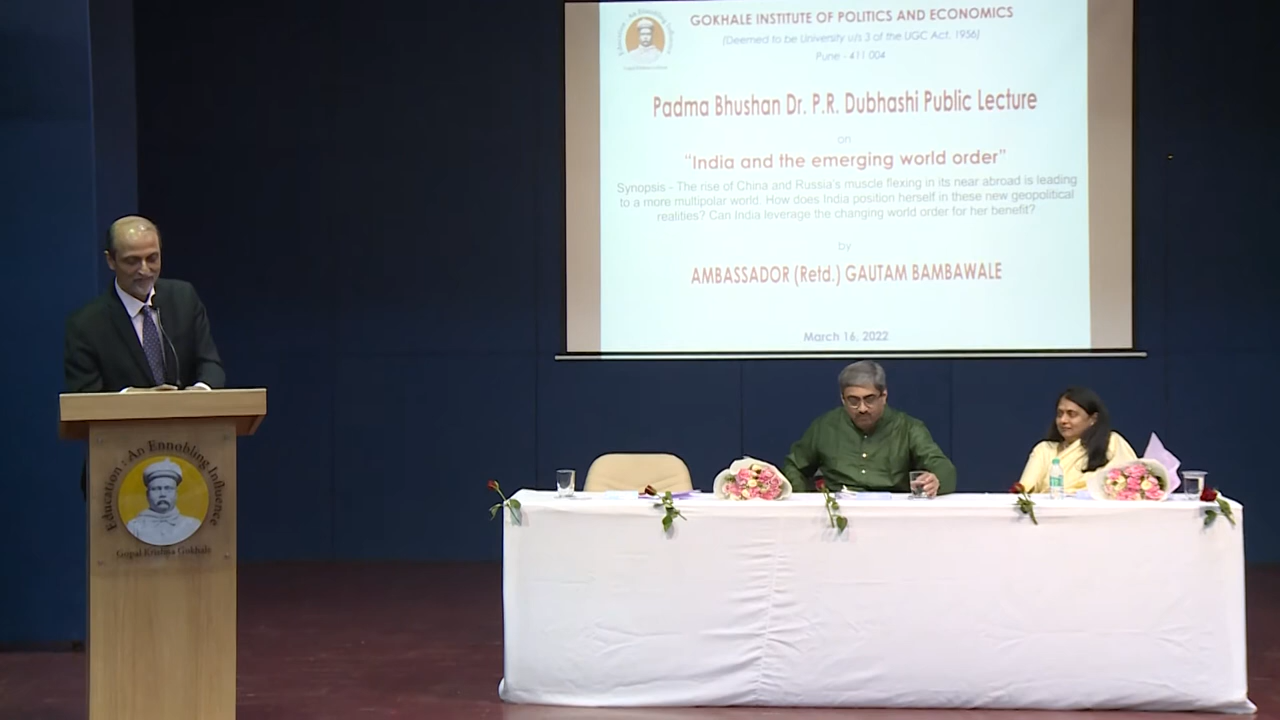 GOKHALE INSTITUTE OF POLITICS AND ECONOMICS
(Deemed to be University u/s 3 of the UGC Act, 1956)
Pune - 411 004
Padma Bhushan Dr. P.R. Dubhashi Public Lecture
on
"India and the emerging world order"
Synopsis - The rise of China and Russia's muscle flexing in its near abroad is leading
to a more multipolar world. How does India position herself in these new geopolitical
realities? Can India leverage the changing world order for her benefit?
by
AMBASSADOR (Retd.) GAUTAM BAMBAWALE
March 16, 2022
Education : An Ennobling Influence
Gopal Krishna Gokhale